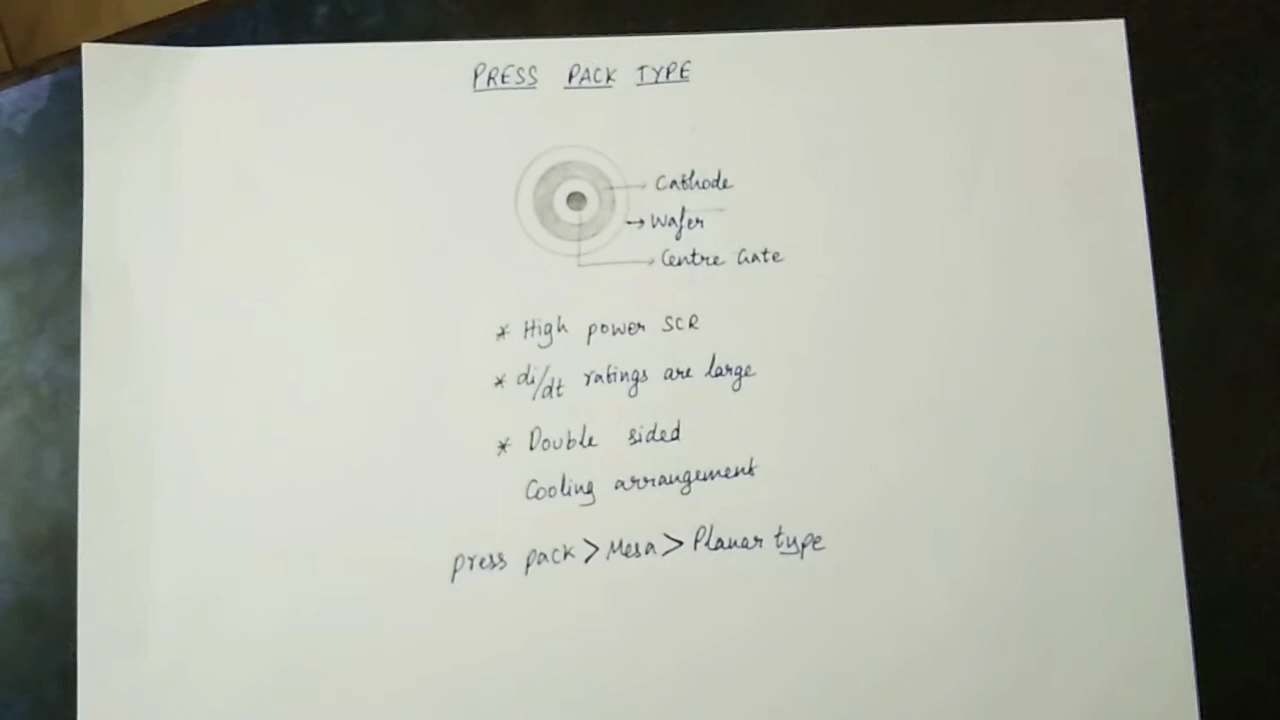 PRESS PACK TYPE
Cathode
Wafer
Centre Gate
* High power SCR
* di/dt ratings are large
* Double sided
Cooling arrangement
press pack > Mesa > Planar type